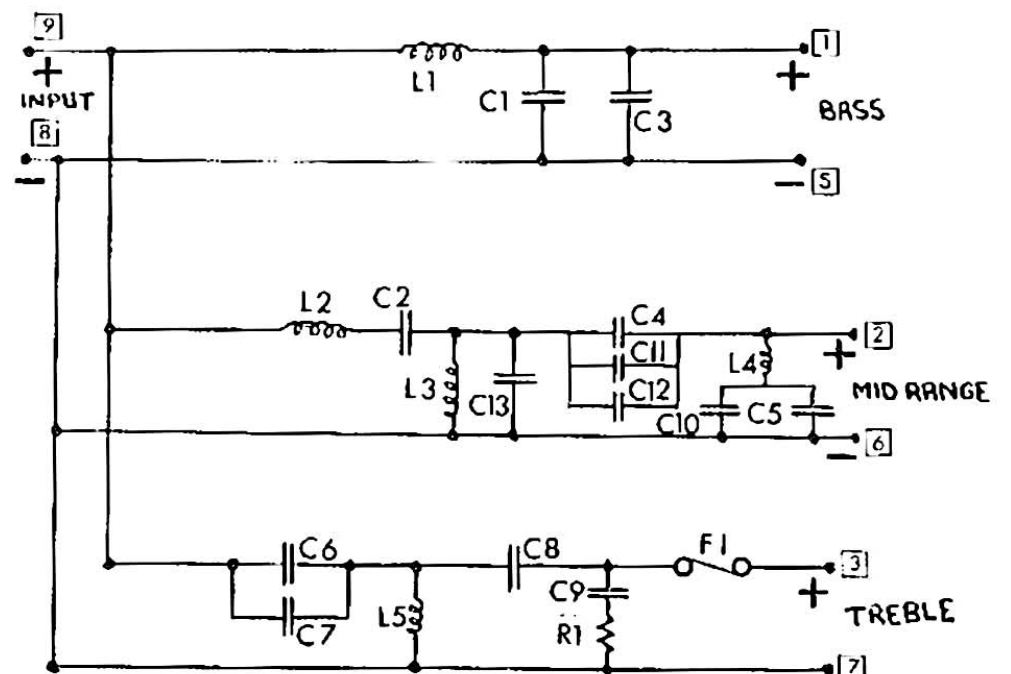 9
1
+
L1
+
INPUT
C1
C3
BASS
8
−
−
5
L2
C2
C4
2
+
L3
C13
C11
L4
C12
MID RANGE
C10
C5
6
−
C6
C8
F1
3
C9
+
C7
L5
R1
TREBLE
7